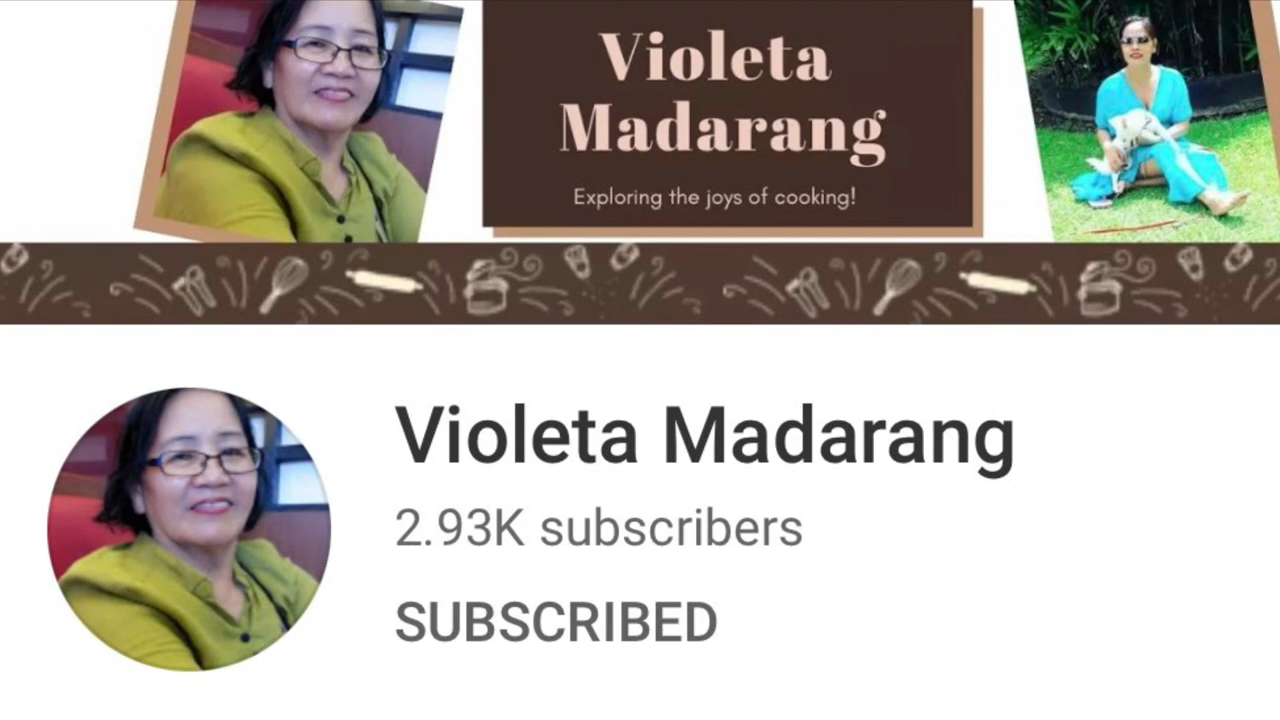 Violeta
Madarang
Exploring the joys of cooking!
Violeta Madarang
2.93K subscribers
SUBSCRIBED